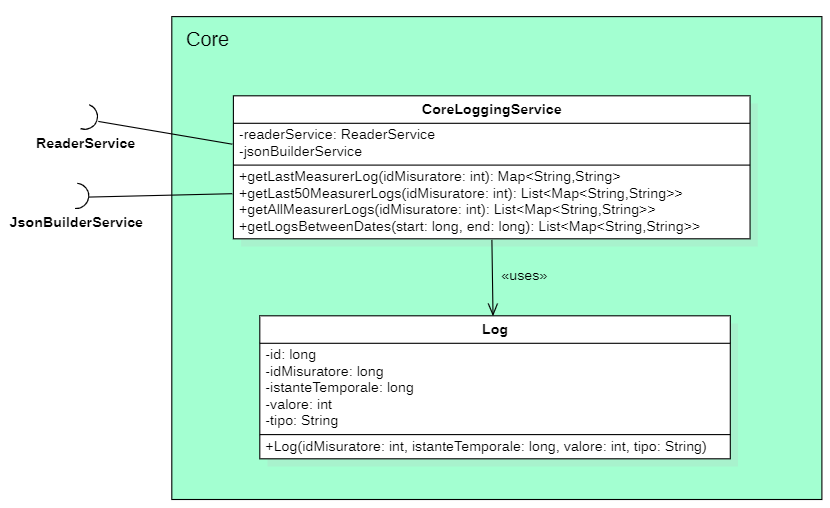 Core
CoreLoggingService
-readerService: ReaderService
-jsonBuilderService
+getLastMeasurerLog(idMisuratore: int): Map<String,String>
+getLast50MeasurerLogs(idMisuratore: int): List<Map<String,String>>
+getAllMeasurerLogs(idMisuratore: int): List<Map<String,String>>
+getLogsBetweenDates(start: long, end: long): List<Map<String,String>>
ReaderService
JsonBuilderService
«uses»
Log
-id: long
-idMisuratore: long
-istanteTemporale: long
-valore: int
-tipo: String
+Log(idMisuratore: int, istanteTemporale: long, valore: int, tipo: String)